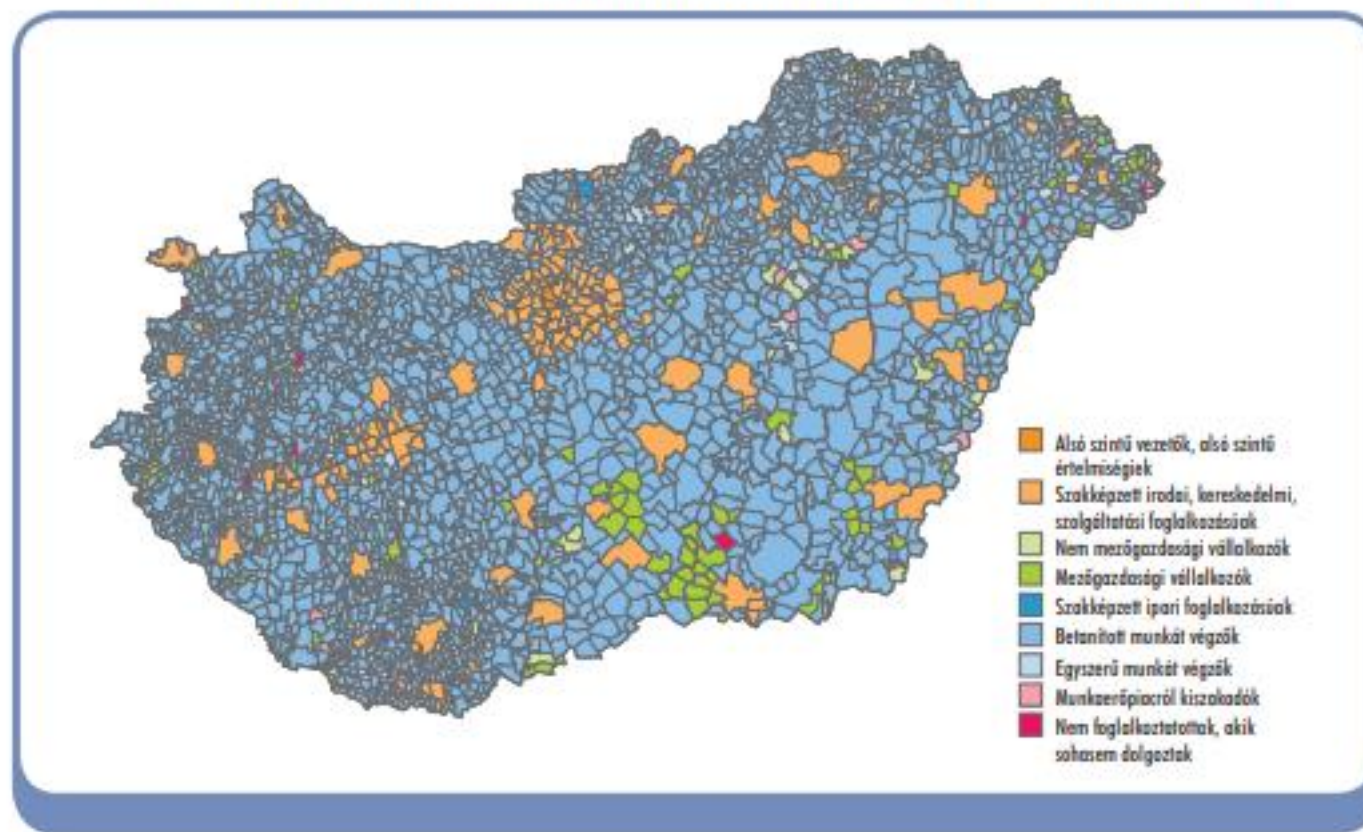 Alsó szintű vezetők, alsó szintű
értelmiségiek
Szakképzett irodai, kereskedelmi,
szolgáltatási foglalkozásúak
Nem mezőgazdasági vállalkozók
Mezőgazdasági vállalkozók
Szakképzett ipari foglalkozásúak
Betanított munkát végzők
Egyszerű munkát végzők
Munkaerőpiacról kiszakadók
Nem foglalkoztatottak, akik
sohasem dolgoztak